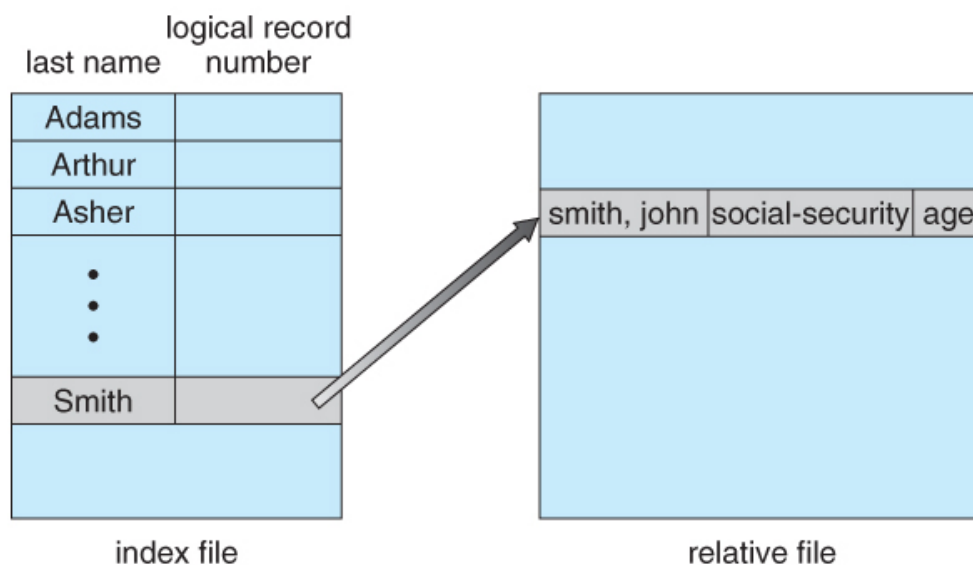 last name
logical record
number
Adams
Arthur
Asher
Smith
smith, john
social-security
age
index file
relative file